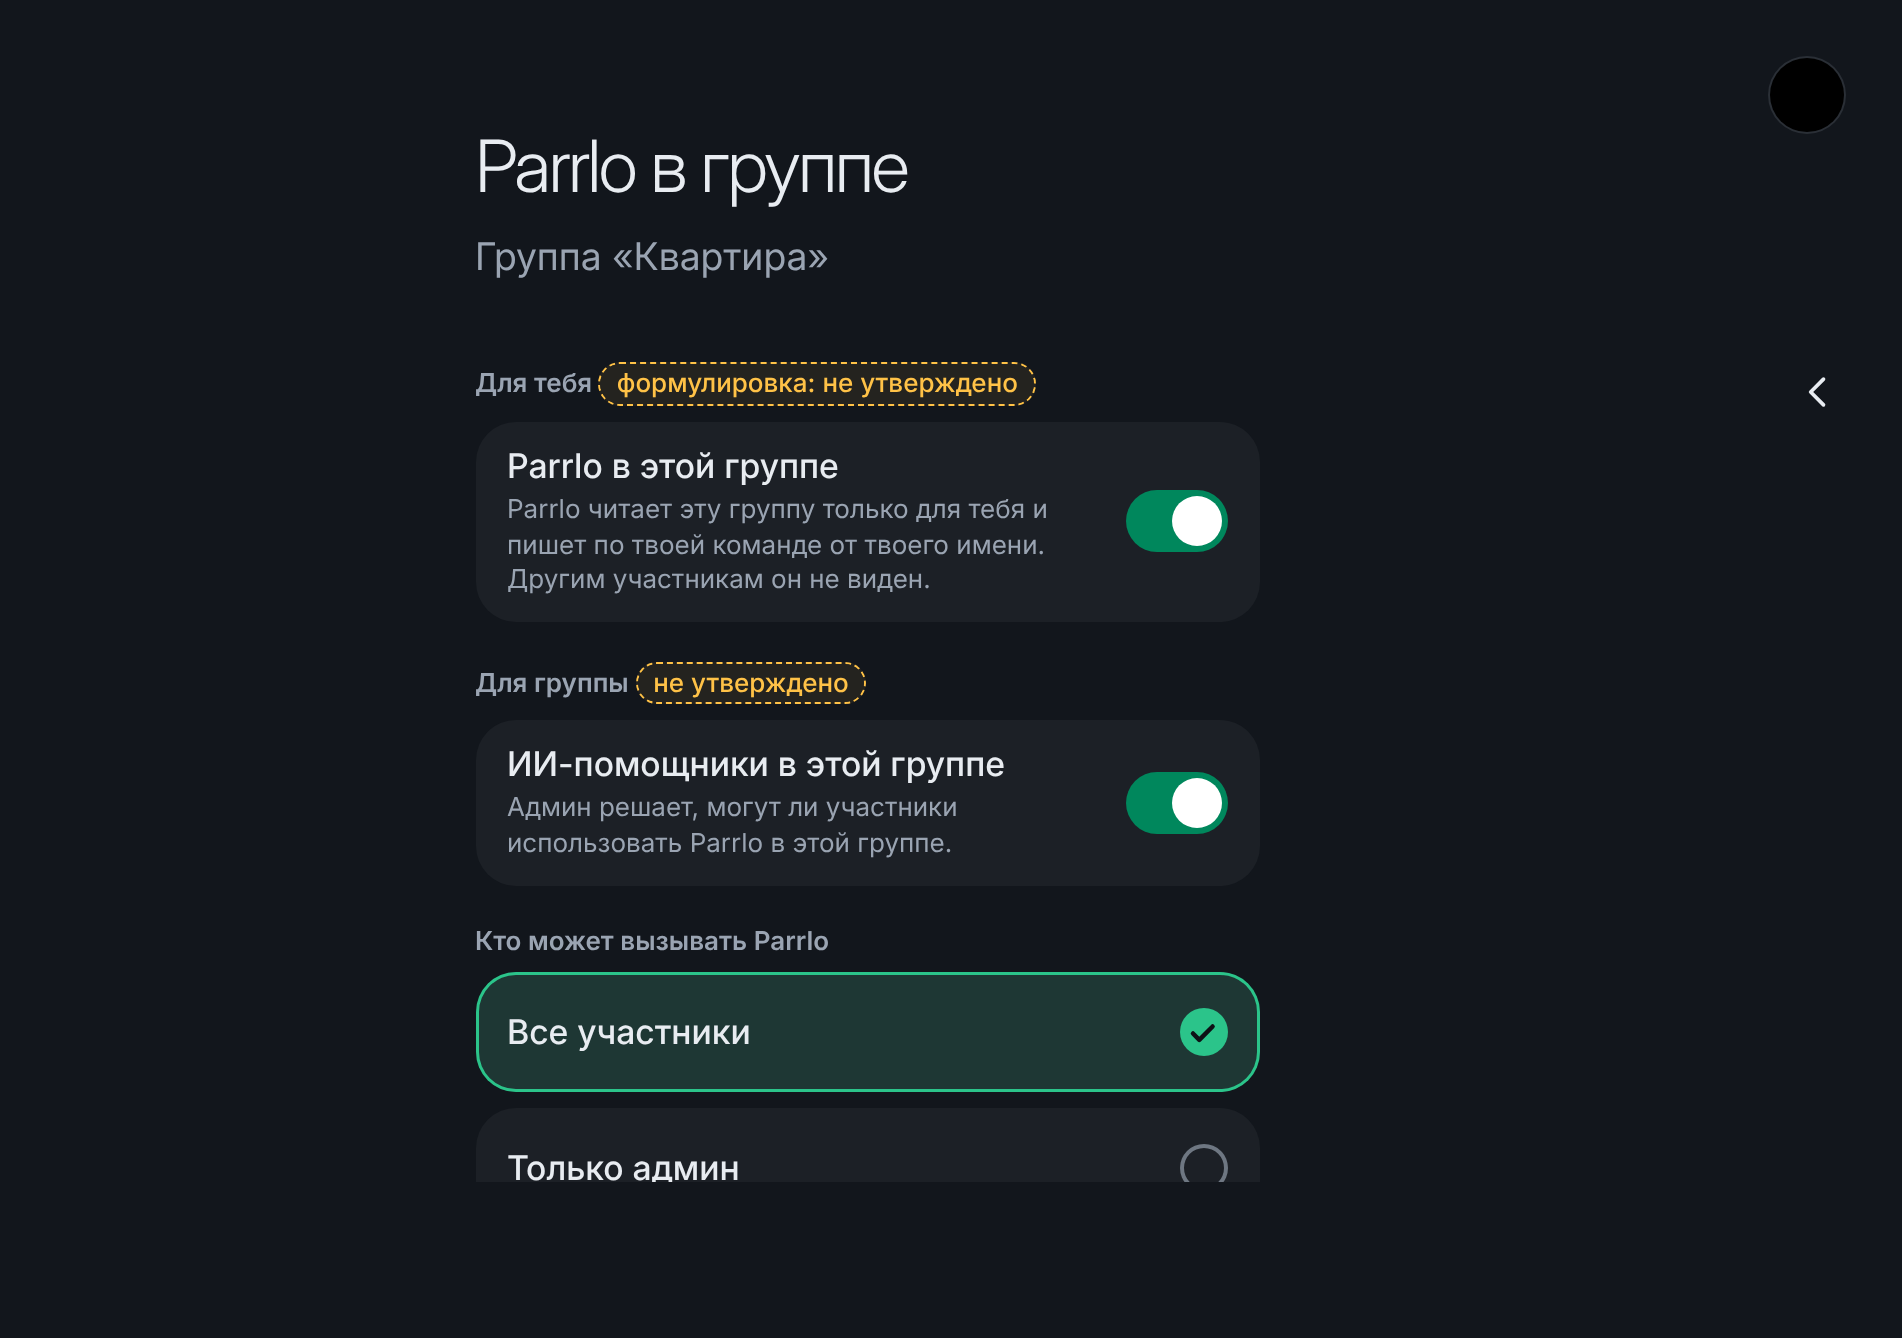 Parrlo в группе
Группа «Квартира»
Для тебя формулировка: не утверждено
Parrlo в этой группе
Parrlo читает эту группу только для тебя и
пишет по твоей команде от твоего имени.
Другим участникам он не виден.
Для группы не утверждено
ИИ-помощники в этой группе
Админ решает, могут ли участники
использовать Parrlo в этой группе.
Кто может вызывать Parrlo
Все участники
Только админ